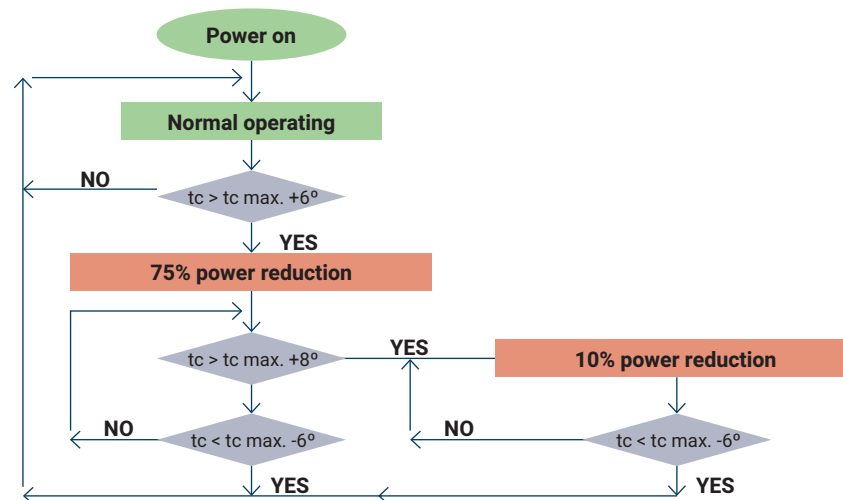 Power on
Normal operating
NO
tc > tc max. +6º
YES
75% power reduction
tc > tc max. +8º
YES
10% power reduction
NO
tc < tc max. -6º
NO
tc < tc max. -6º
YES
YES